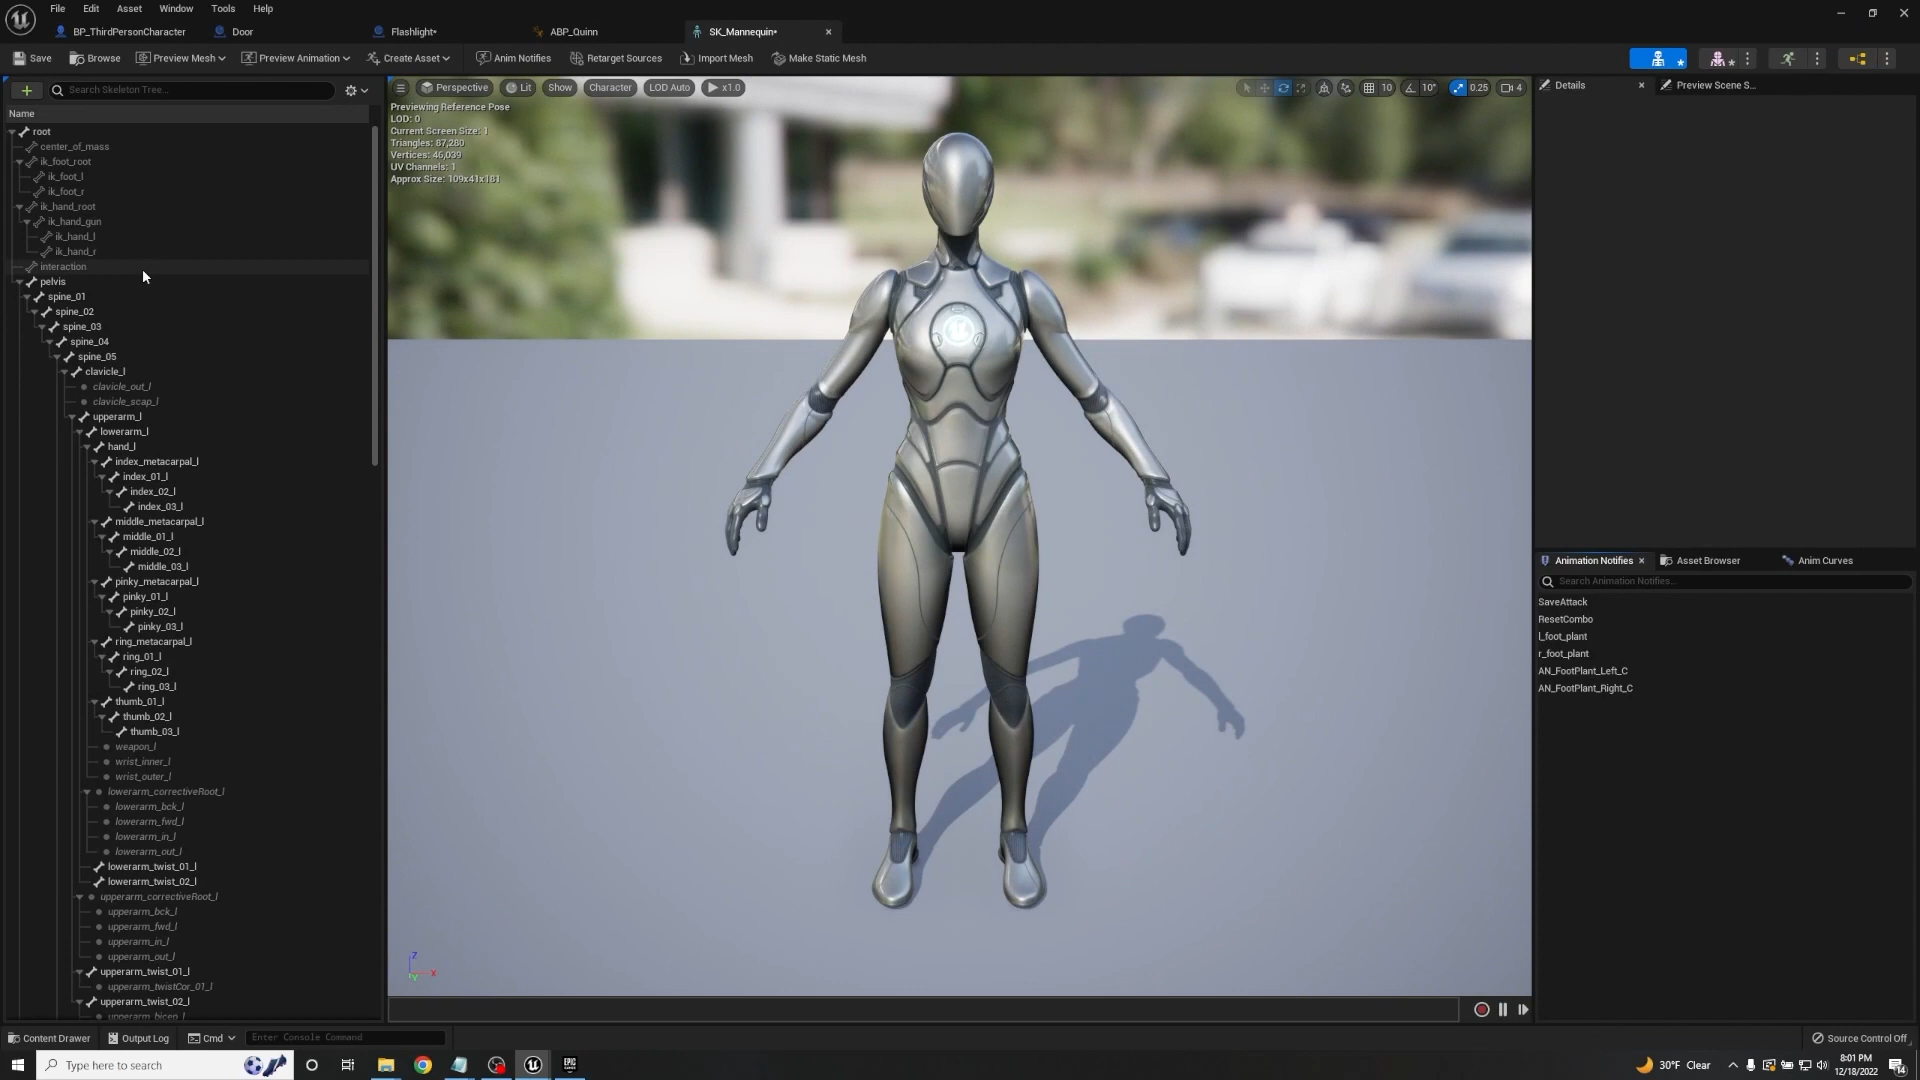 File Edit Asset Window Tools Help
BP_ThirdPersonCharacter Door Flashlight* ABP_Quinn SK_Mannequin*
Save Browse Preview Mesh Preview Animation Create Asset Anim Notifies Retarget Sources Import Mesh Make Static Mesh
Search Skeleton Tree...
Name
root
center_of_mass
ik_foot_root
ik_foot_l
ik_foot_r
ik_hand_root
ik_hand_gun
ik_hand_l
ik_hand_r
interaction
pelvis
spine_01
spine_02
spine_03
spine_04
spine_05
clavicle_l
clavicle_out_l
clavicle_scap_l
upperarm_l
lowerarm_l
hand_l
index_metacarpal_l
index_01_l
index_02_l
index_03_l
middle_metacarpal_l
middle_01_l
middle_02_l
middle_03_l
pinky_metacarpal_l
pinky_01_l
pinky_02_l
pinky_03_l
ring_metacarpal_l
ring_01_l
ring_02_l
ring_03_l
thumb_01_l
thumb_02_l
thumb_03_l
weapon_l
wrist_inner_l
wrist_outer_l
lowerarm_correctiveRoot_l
lowerarm_bck_l
lowerarm_fwd_l
lowerarm_in_l
lowerarm_out_l
lowerarm_twist_01_l
lowerarm_twist_02_l
upperarm_correctiveRoot_l
upperarm_bck_l
upperarm_fwd_l
upperarm_in_l
upperarm_out_l
upperarm_twist_01_l
upperarm_twistCor_01_l
upperarm_twist_02_l
upperarm_bicep_l
Perspective Lit Show Character LOD Auto x1.0 10 10° 0.25 4
Previewing Reference Pose
LOD: 0
Current Screen Size: 1
Triangles: 87,280
Vertices: 46,039
UV Channels: 1
Approx Size: 109x41x181
Z
X
Y
Details Preview Scene S...
Animation Notifies Asset Browser Anim Curves
Search Animation Notifies...
SaveAttack
ResetCombo
l_foot_plant
r_foot_plant
AN_FootPlant_Left_C
AN_FootPlant_Right_C
Content Drawer Output Log Cmd Enter Console Command Source Control Off
Type here to search
30°F Clear
8:01 PM
12/18/2022
14